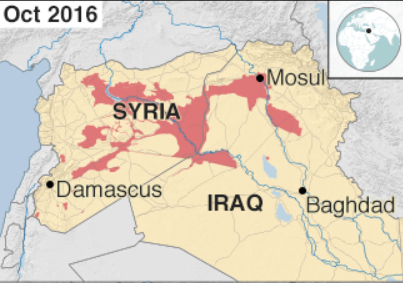 Oct 2016
Mosul
SYRIA
Damascus
IRAQ
Baghdad